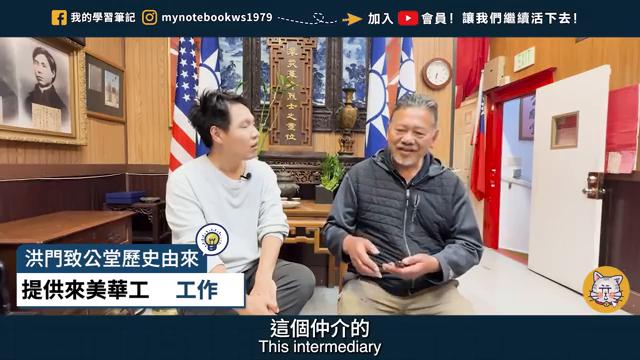 我的學習筆記 mynotebookws1979 加入 會員！讓我們繼續活下去！
洪門致公堂歷史由來
提供來美華工 工作
這個仲介的
This intermediary